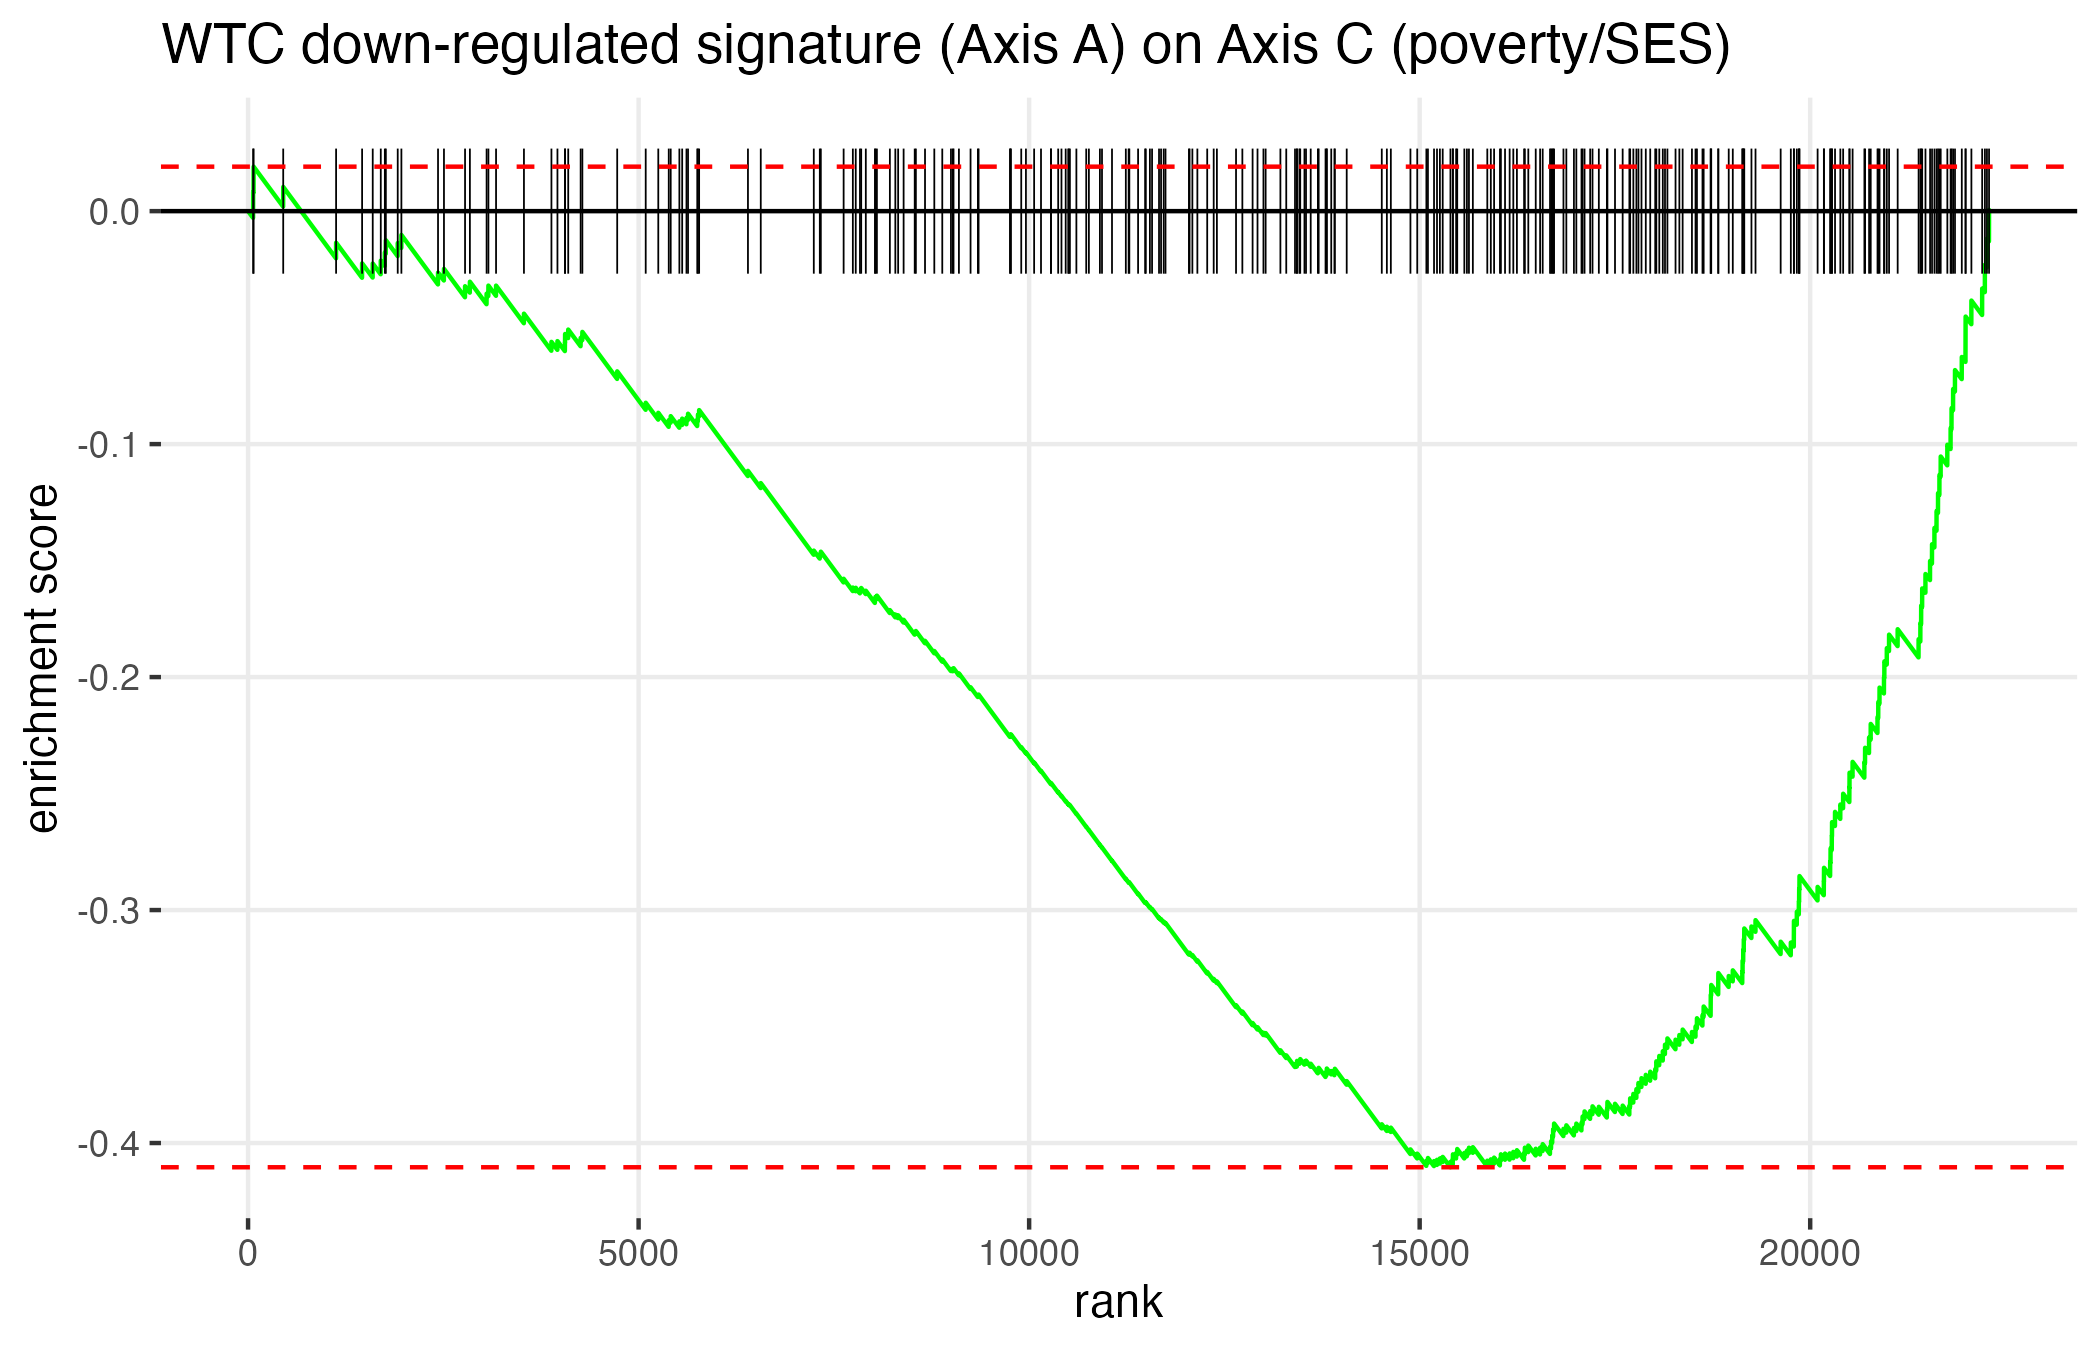 WTC down-regulated signature (Axis A) on Axis C (poverty/SES)
0.0
-0.1
-0.2
-0.3
-0.4
enrichment score
0 5000 10000 15000 20000
rank